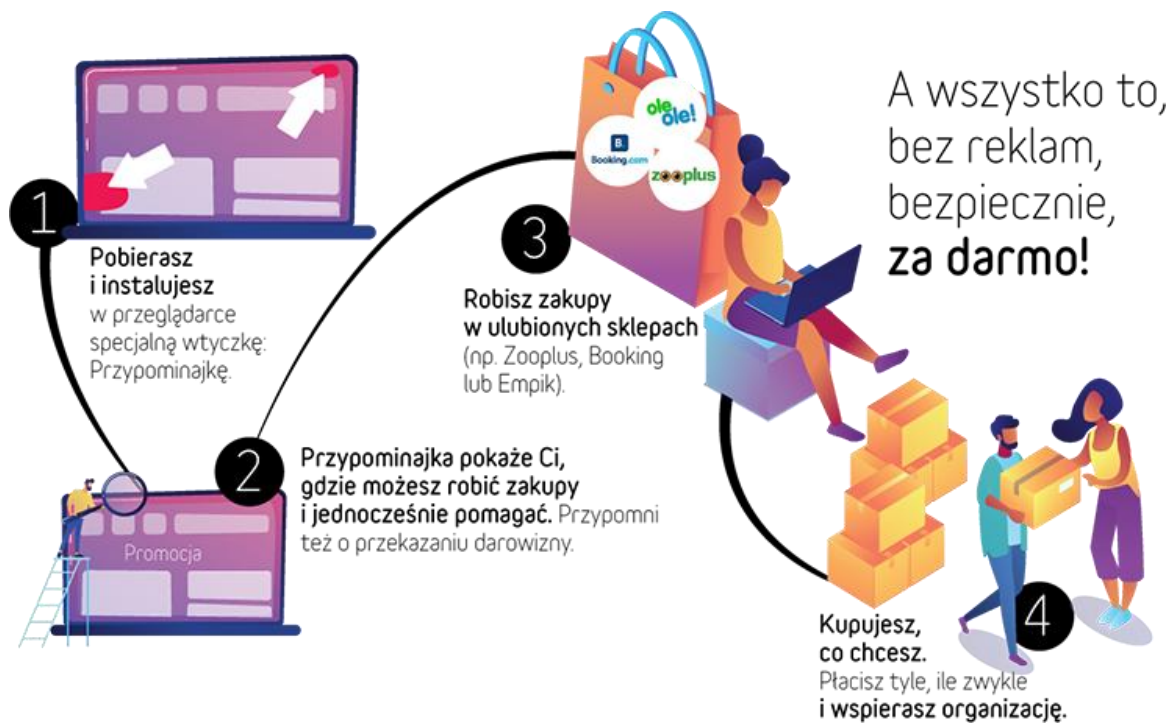 1
Pobierasz
i instalujesz
w przeglądarce
specjalną wtyczkę:
Przypominajkę.
2
Promocja
Przypominajka pokaże Ci,
gdzie możesz robić zakupy
i jednocześnie pomagać. Przypomni
też o przekazaniu darowizny.
ole
ole!
B.
Booking.com
zooplus
3
Robisz zakupy
w ulubionych sklepach
(np. Zooplus, Booking
lub Empik).
A wszystko to,
bez reklam,
bezpiecznie,
za darmo!
4
Kupujesz,
co chcesz.
Płacisz tyle, ile zwykle
i wspierasz organizację.